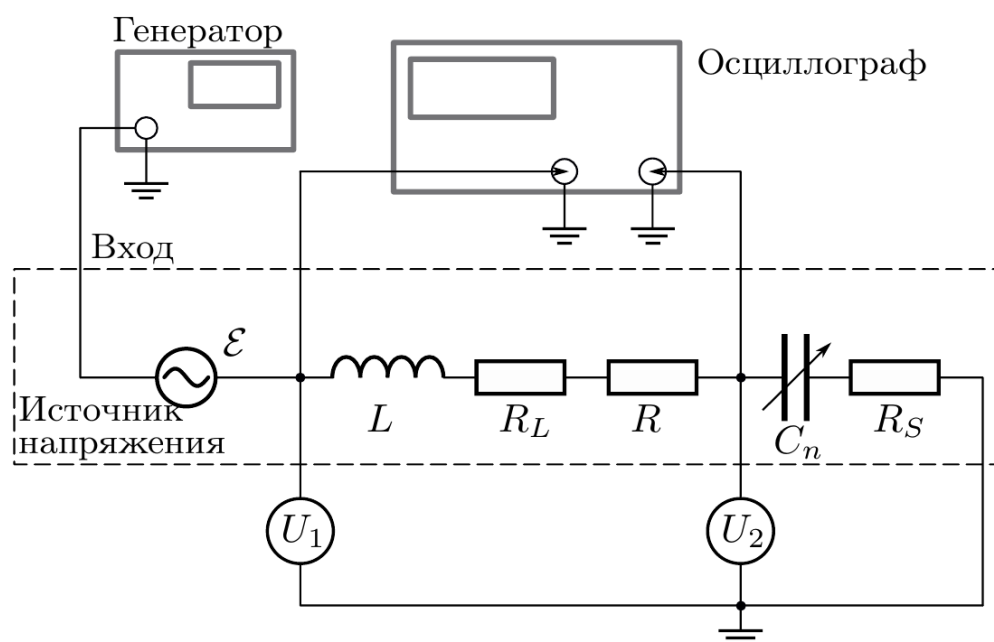 Генератор
Осциллограф
Вход
ℰ
Источник
напряжения
L
R_L
R
C_n
R_S
U_1
U_2